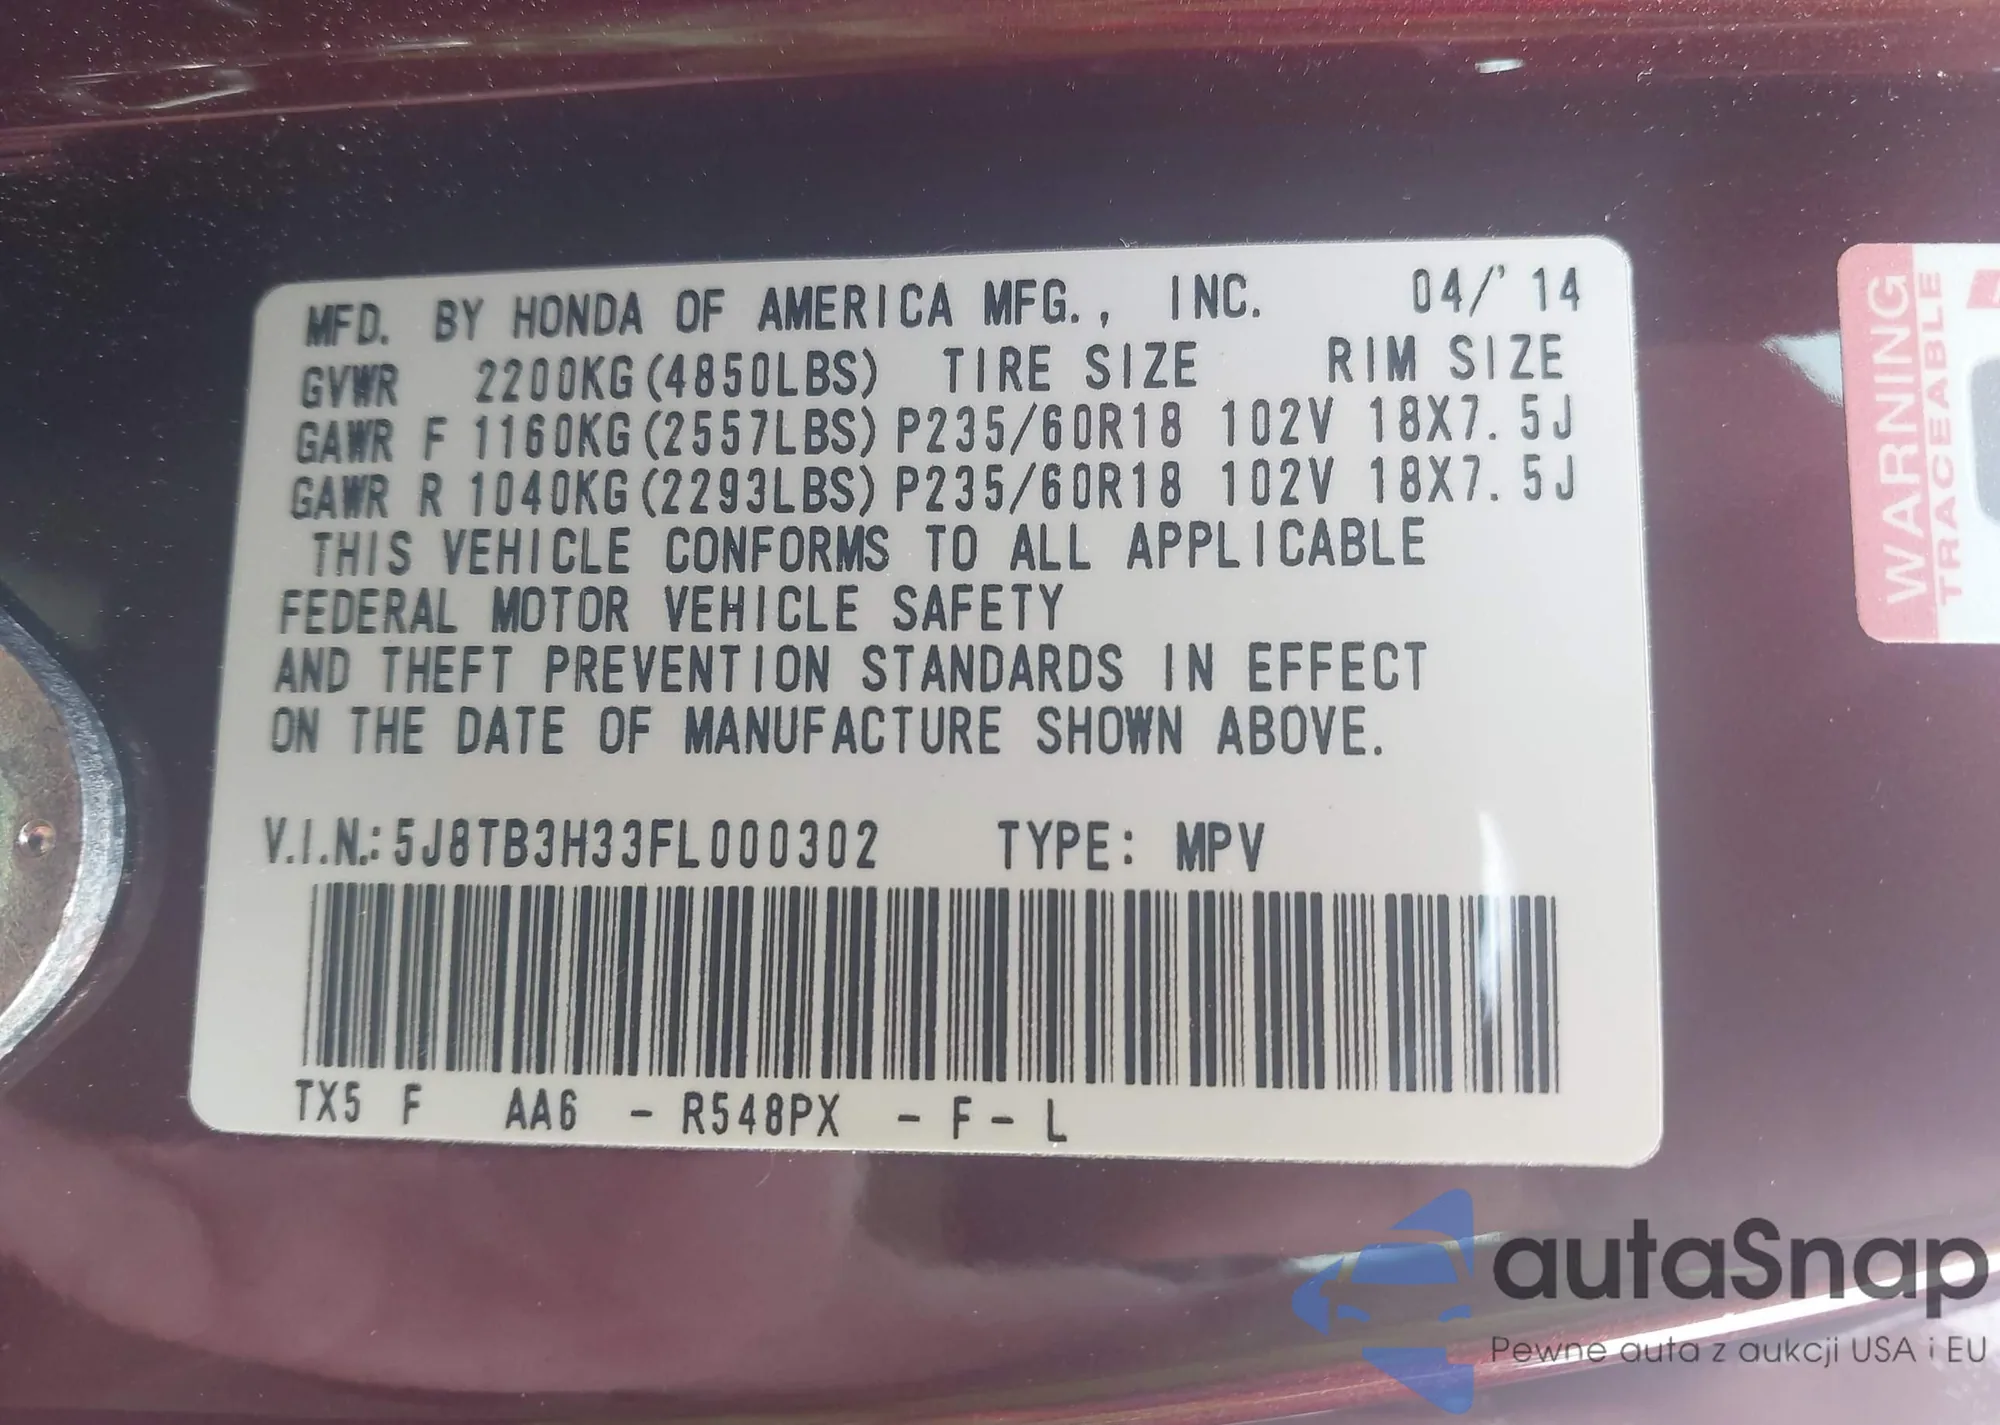 MFD. BY HONDA OF AMERICA MFG., INC. 04/'14
GVWR 2200KG(4850LBS) TIRE SIZE RIM SIZE
GAWR F 1160KG(2557LBS) P235/60R18 102V 18X7.5J
GAWR R 1040KG(2293LBS) P235/60R18 102V 18X7.5J
THIS VEHICLE CONFORMS TO ALL APPLICABLE
FEDERAL MOTOR VEHICLE SAFETY
AND THEFT PREVENTION STANDARDS IN EFFECT
ON THE DATE OF MANUFACTURE SHOWN ABOVE.
V.I.N.: 5J8TB3H33FL000302 TYPE: MPV
TX5 F AA6 - R548PX - F - L
WARNING
TRACEABLE
autaSnap
Pewne auta z aukcji USA i EU